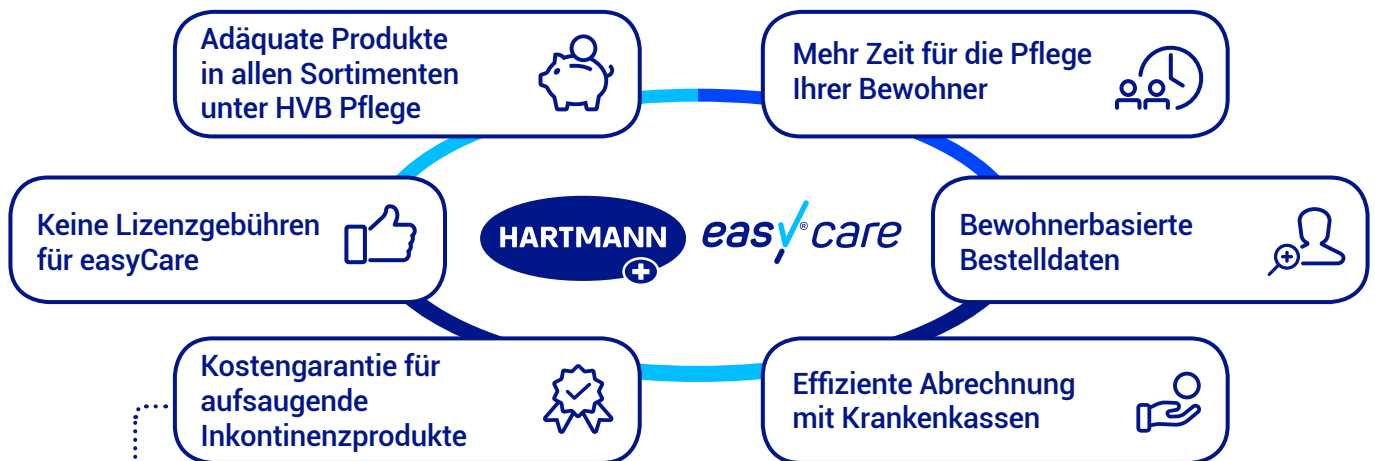 Adäquate Produkte
in allen Sortimenten
unter HVB Pflege
Mehr Zeit für die Pflege
Ihrer Bewohner
Keine Lizenzgebühren
für easyCare
HARTMANN
easy®care
Bewohnerbasierte
Bestelldaten
Kostengarantie für
aufsaugende
Inkontinenzprodukte
Effiziente Abrechnung
mit Krankenkassen